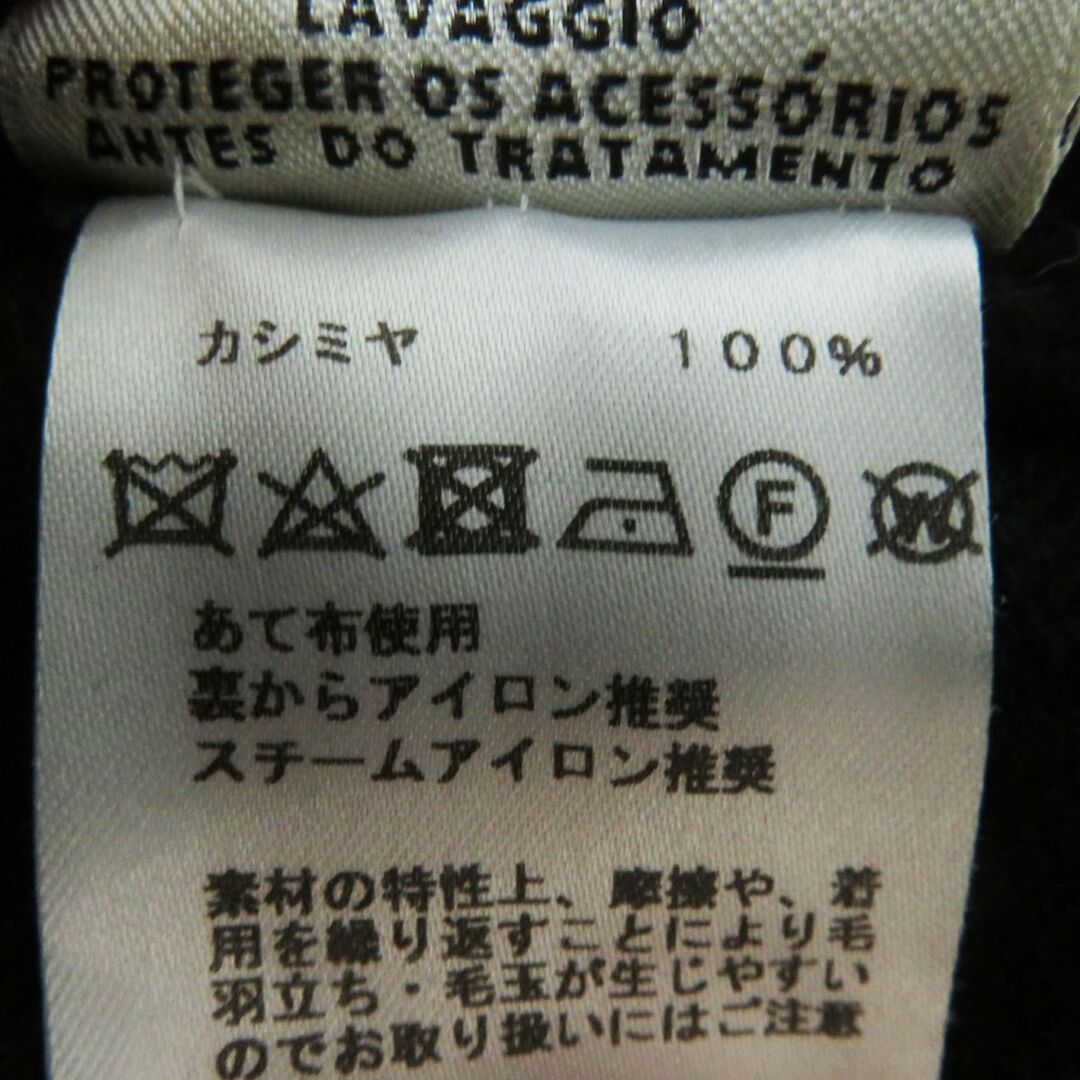 LAVAGGIO
PROTEGER OS ACESSÓRIOS
ANTES DO TRATAMENTO
カシミヤ 100%
F W
あて布使用
裏からアイロン推奨
スチームアイロン推奨
素材の特性上、摩擦や、着
用を繰り返すことにより毛
羽立ち・毛玉が生じやすい
のでお取り扱いにはご注意